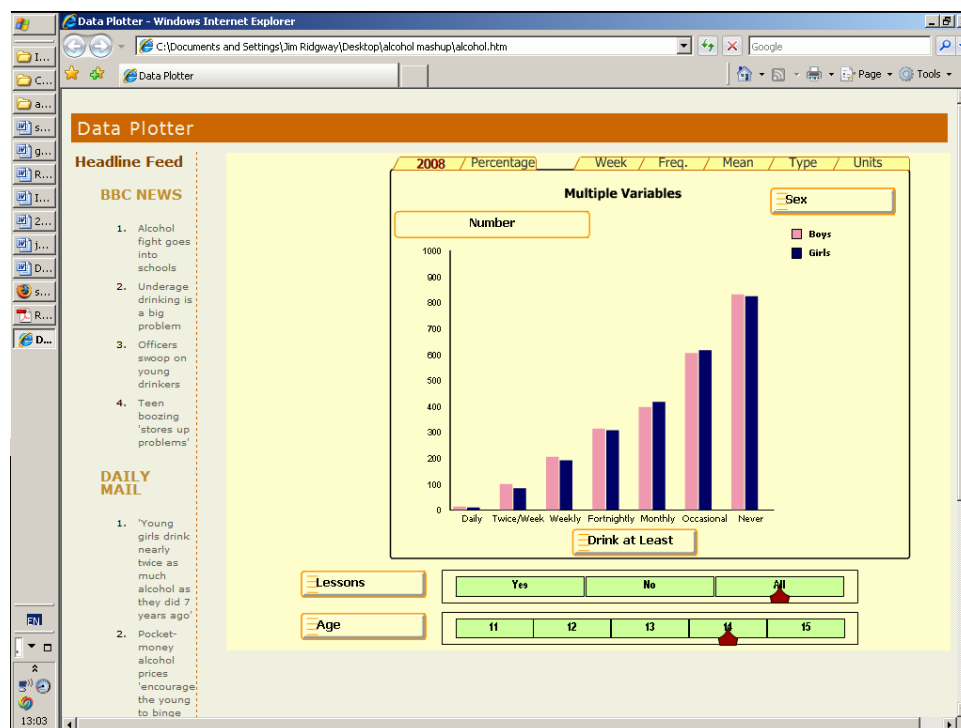 Data Plotter - Windows Internet Explorer
C:\Documents and Settings\Jim Ridgway\Desktop\alcohol mashup\alcohol.htm
Google
Data Plotter
Page
Tools
I...
C...
a...
s...
g...
R...
I...
2...
j...
D...
s...
R...
D...
EN
13:03
Data Plotter
Headline Feed
BBC NEWS
1. Alcohol
fight goes
into
schools
2. Underage
drinking is
a big
problem
3. Officers
swoop on
young
drinkers
4. Teen
boozing
'stores up
problems'
DAILY
MAIL
1. 'Young
girls drink
nearly
twice as
much
alcohol as
they did 7
years ago'
2. Pocket-
money
alcohol
prices
'encourage
the young
to binge
2008 Percentage Week Freq. Mean Type Units
Multiple Variables
Sex
Number
Boys
Girls
1000
900
800
700
600
500
400
300
200
100
0
Daily Twice/Week Weekly Fortnightly Monthly Occasional Never
Drink at Least
Lessons Yes No All
Age 11 12 13 14 15